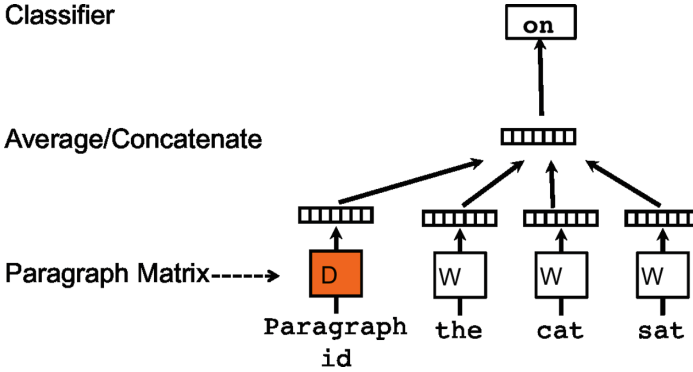 Classifier
on
Average/Concatenate
Paragraph Matrix
D
W
W
W
Paragraph
id
the
cat
sat